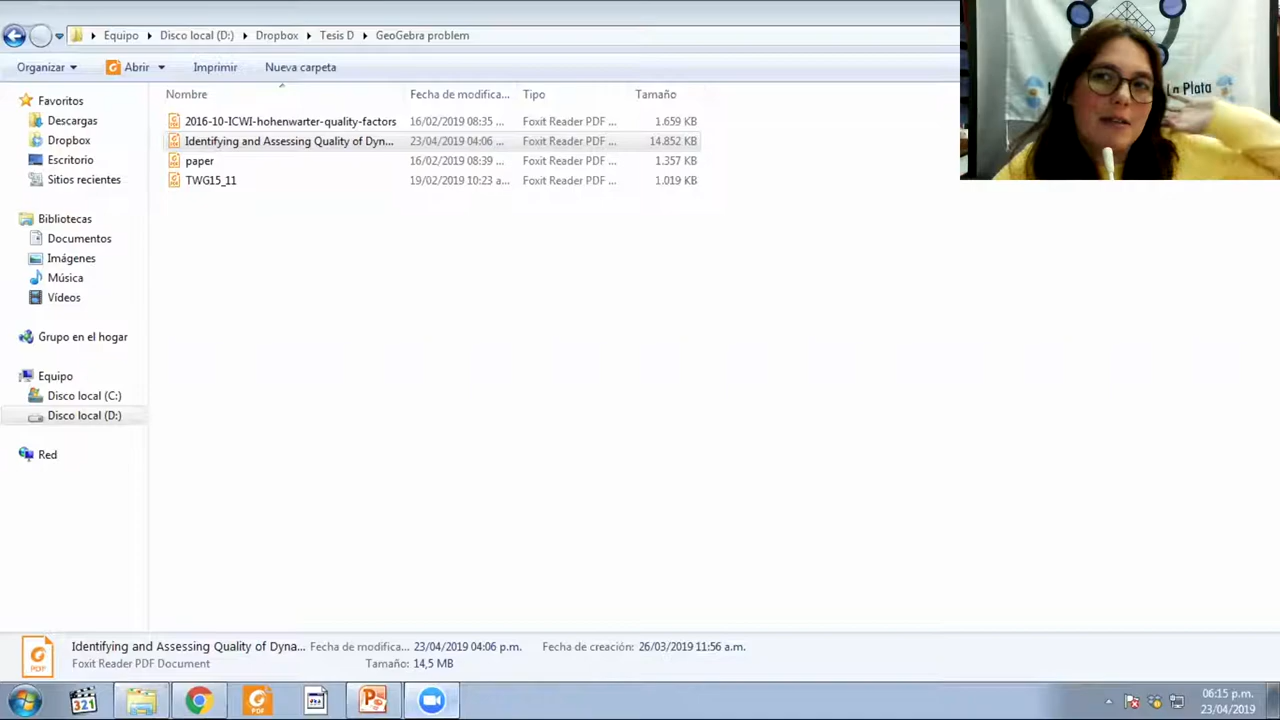 Equipo Disco local (D:) Dropbox Tesis D GeoGebra problem
Organizar Abrir Imprimir Nueva carpeta
Nombre Fecha de modifica... Tipo Tamaño
2016-10-ICWI-hohenwarter-quality-factors 16/02/2019 08:35 ... Foxit Reader PDF ... 1.659 KB
Identifying and Assessing Quality of Dyn... 23/04/2019 04:06 ... Foxit Reader PDF ... 14.852 KB
paper 16/02/2019 08:39 ... Foxit Reader PDF ... 1.357 KB
TWG15_11 19/02/2019 10:23 a... Foxit Reader PDF ... 1.019 KB
Favoritos
Descargas
Dropbox
Escritorio
Sitios recientes
Bibliotecas
Documentos
Imágenes
Música
Vídeos
Grupo en el hogar
Equipo
Disco local (C:)
Disco local (D:)
Red
La Plata
Identifying and Assessing Quality of Dyna... Fecha de modifica... 23/04/2019 04:06 p.m. Fecha de creación: 26/03/2019 11:56 a.m.
Foxit Reader PDF Document Tamaño: 14,5 MB
PDF
321
PDF
06:15 p.m.
23/04/2019